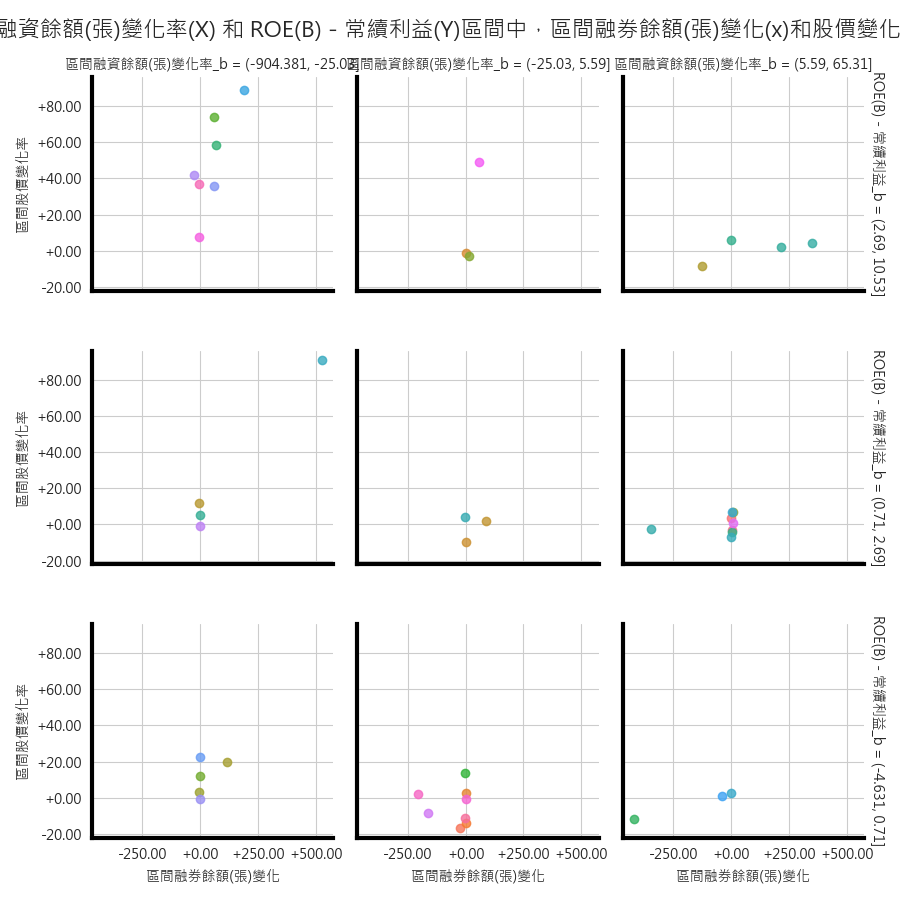 融資餘額(張)變化率(X) 和 ROE(B) - 常續利益(Y)區間中，區間融券餘額(張)變化(x)和股價變化
區間融資餘額(張)變化率_b = (-904.381, -25.03]
區間融資餘額(張)變化率_b = (-25.03, 5.59]
區間融資餘額(張)變化率_b = (5.59, 65.31]
+80.00
+60.00
+40.00
+20.00
+0.00
-20.00
區間股價變化率
ROE(B) - 常續利益_b = (2.69, 10.53]
+80.00
+60.00
+40.00
+20.00
+0.00
-20.00
區間股價變化率
ROE(B) - 常續利益_b = (0.71, 2.69]
+80.00
+60.00
+40.00
+20.00
+0.00
-20.00
區間股價變化率
ROE(B) - 常續利益_b = (-4.631, 0.71]
-250.00 +0.00 +250.00 +500.00
-250.00 +0.00 +250.00 +500.00
-250.00 +0.00 +250.00 +500.00
區間融券餘額(張)變化
區間融券餘額(張)變化
區間融券餘額(張)變化